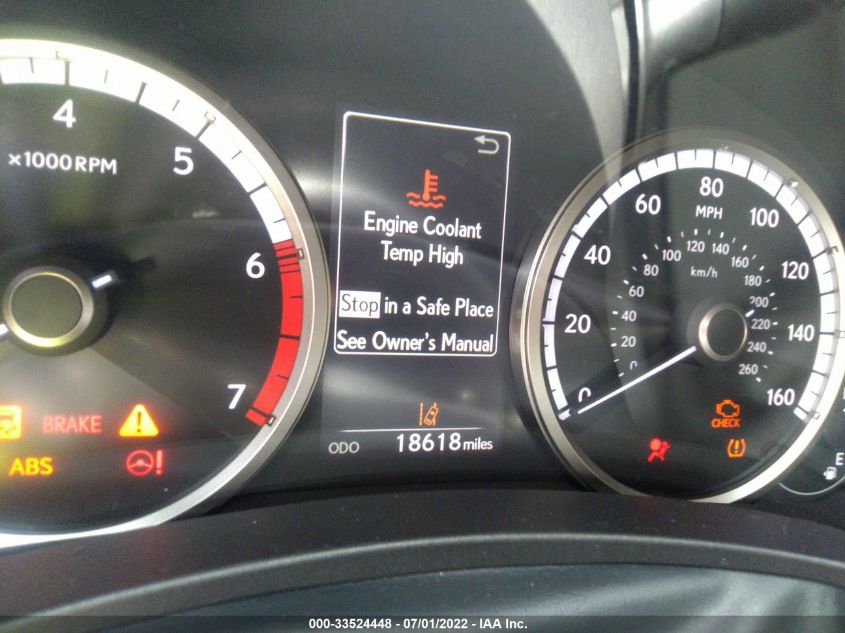 4
×1000RPM
5
6
7
BRAKE
ABS
!
!
Engine Coolant
Temp High
Stop in a Safe Place
See Owner's Manual
ODO 18618 miles
0
20
40
60
80
100
120
140
160
MPH
km/h
0
20
40
60
80
100
120
140
160
180
200
220
240
260
CHECK
(!)
E
000-33524448 - 07/01/2022 - IAA Inc.